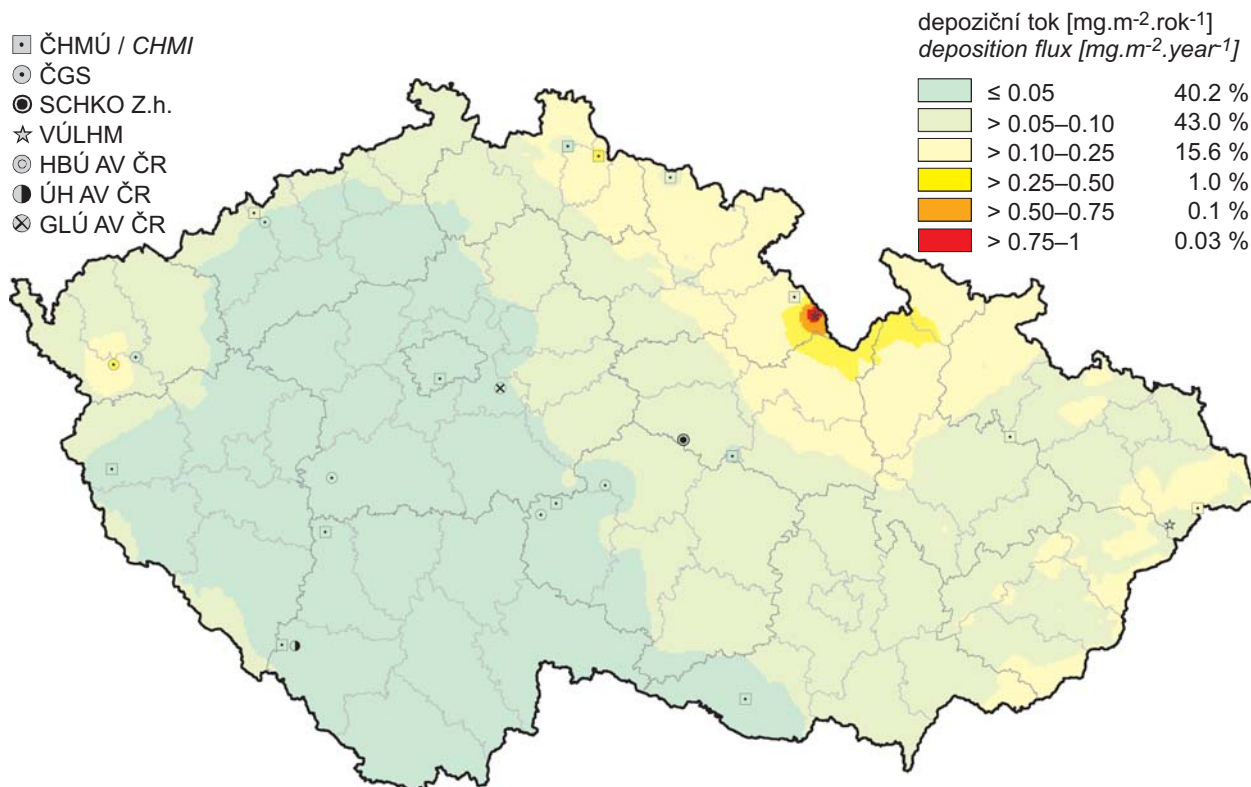 ČHMÚ / CHMI
ČGS
SCHKO Z.h.
VÚLHM
HBÚ AV ČR
ÚH AV ČR
GLÚ AV ČR
depoziční tok [mg.m-2.rok-1]
deposition flux [mg.m-2.year-1]
≤ 0.05 40.2 %
> 0.05–0.10 43.0 %
> 0.10–0.25 15.6 %
> 0.25–0.50 1.0 %
> 0.50–0.75 0.1 %
> 0.75–1 0.03 %